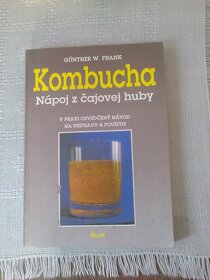 GÜNTHER W. FRANK
Kombucha
Nápoj z čajovej huby
V PRAXI OSVEDČENÝ NÁVOD
NA PRÍPRAVU A POUŽITIE